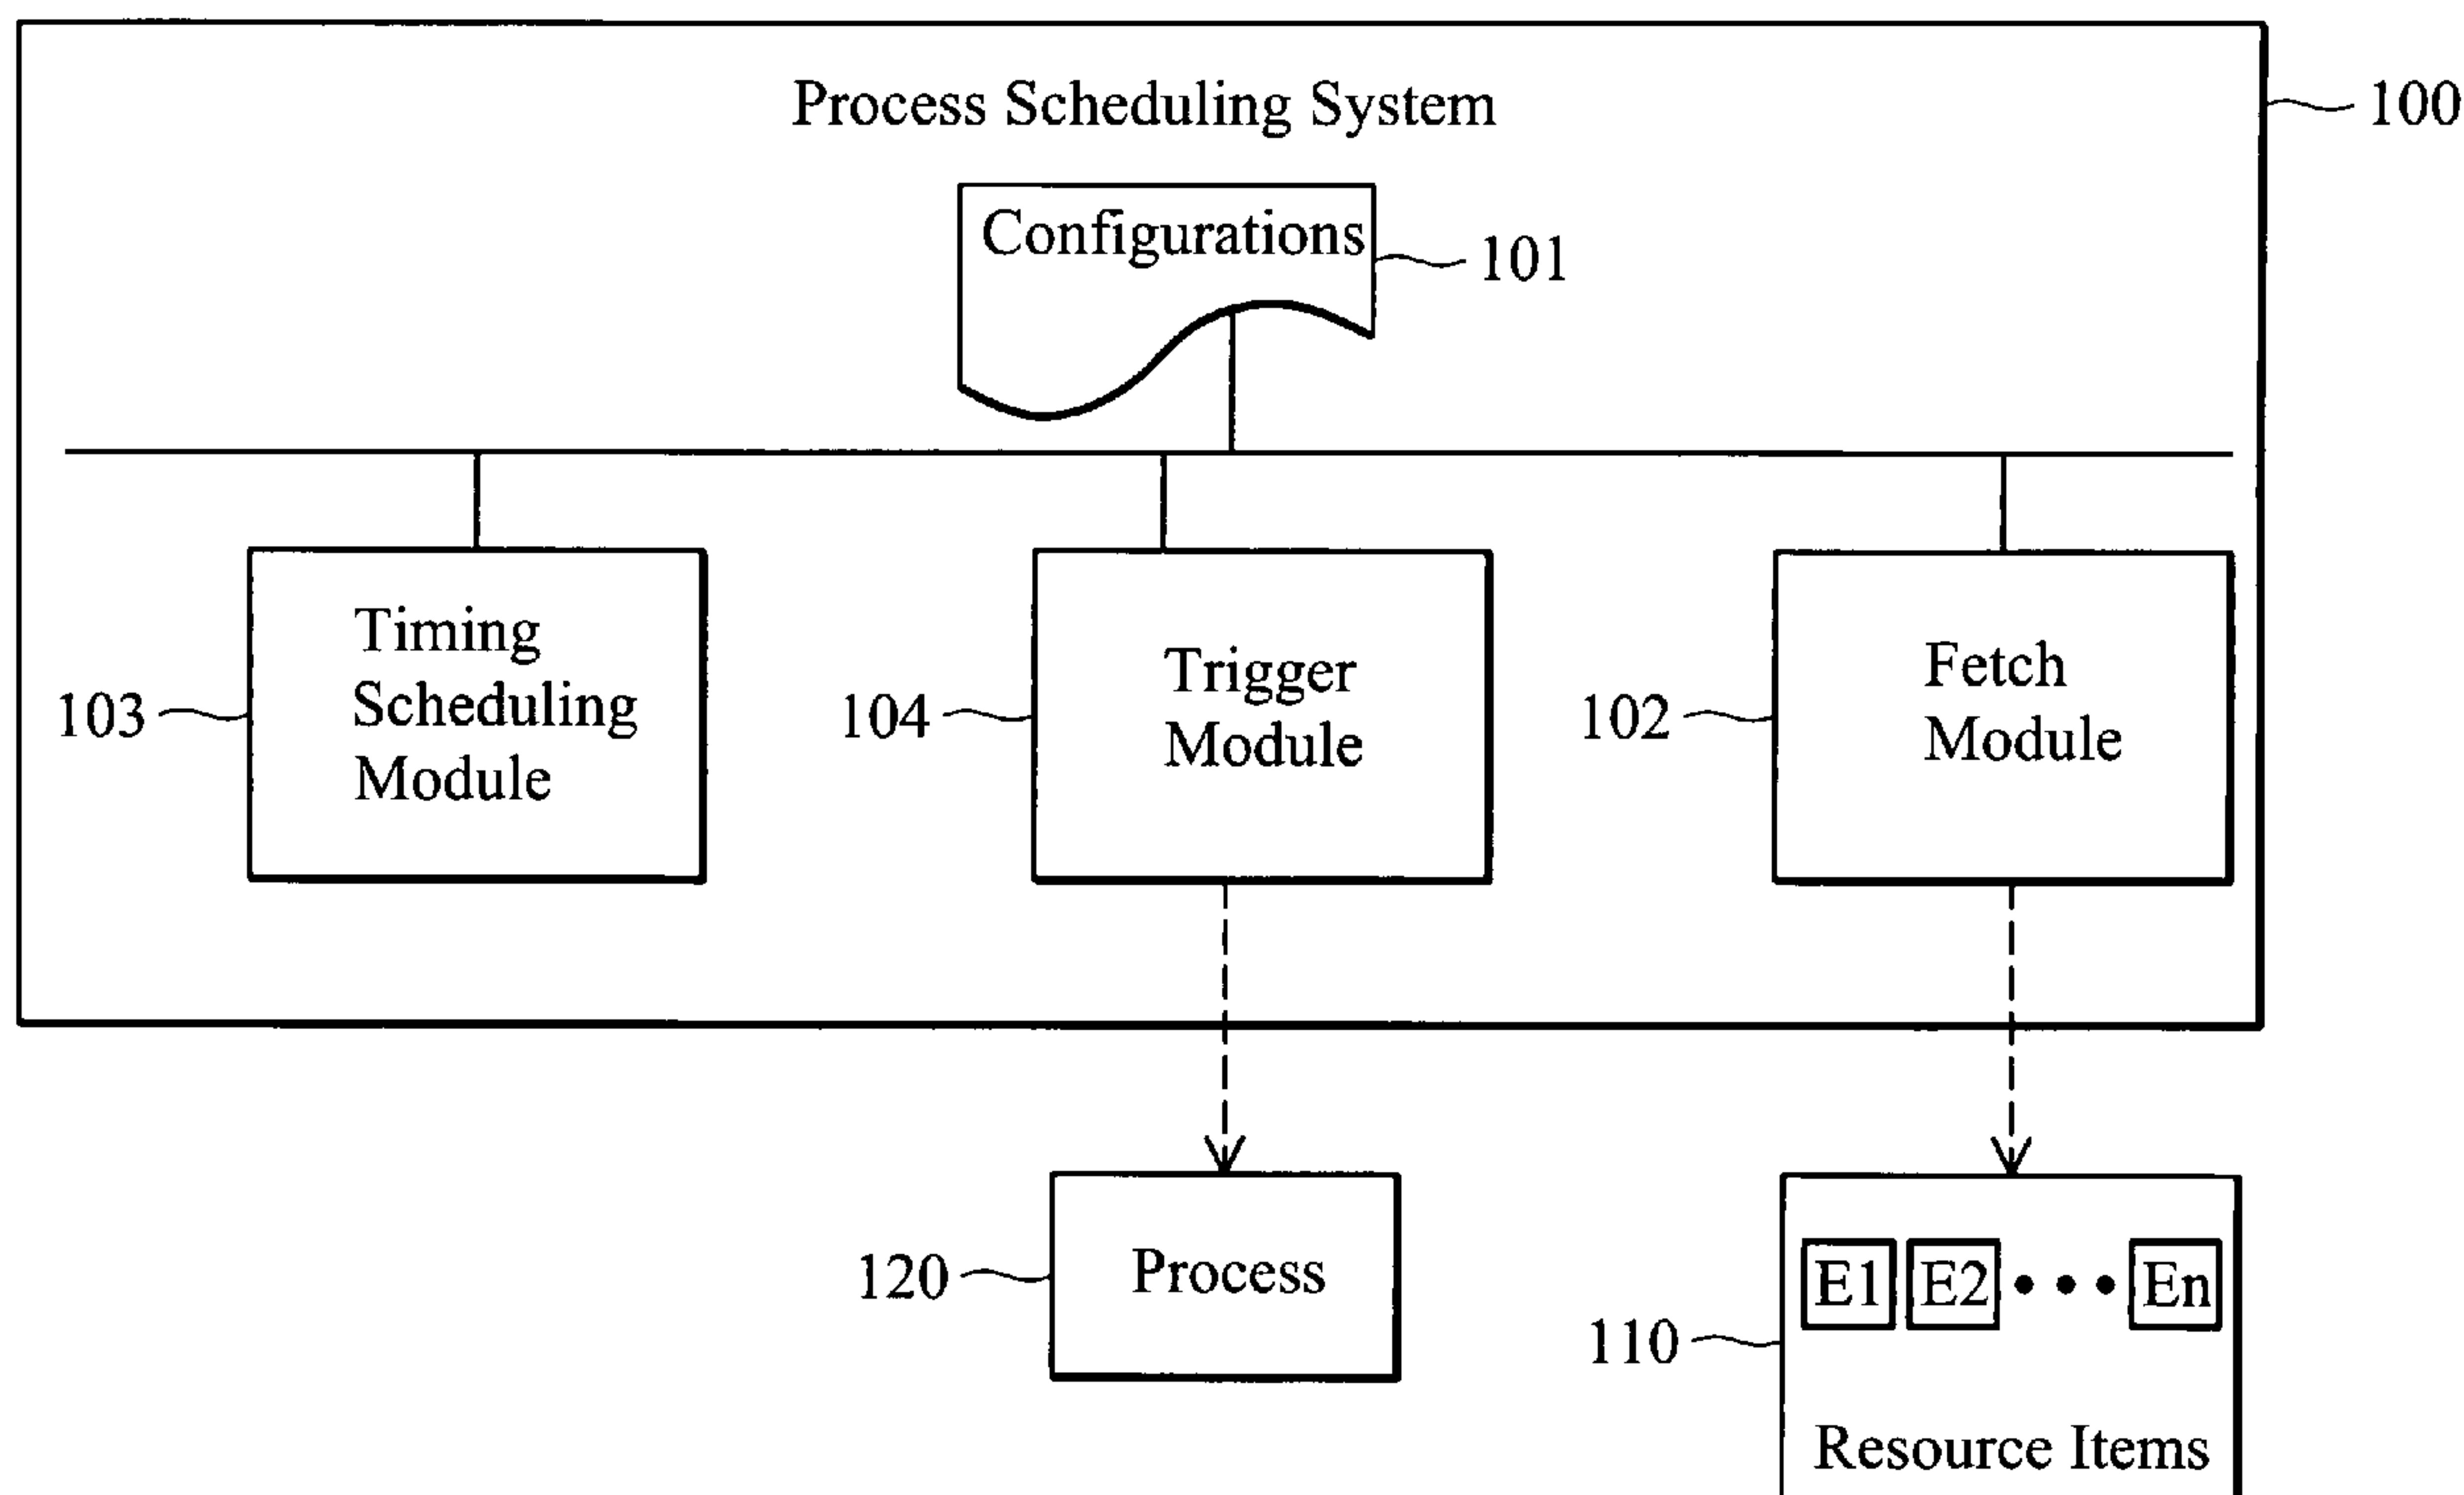 Process Scheduling System
100
Configurations
101
Timing
Scheduling
Module
103
Trigger
Module
104
Fetch
Module
102
Process
120
E1 E2 • • • En
110
Resource Items